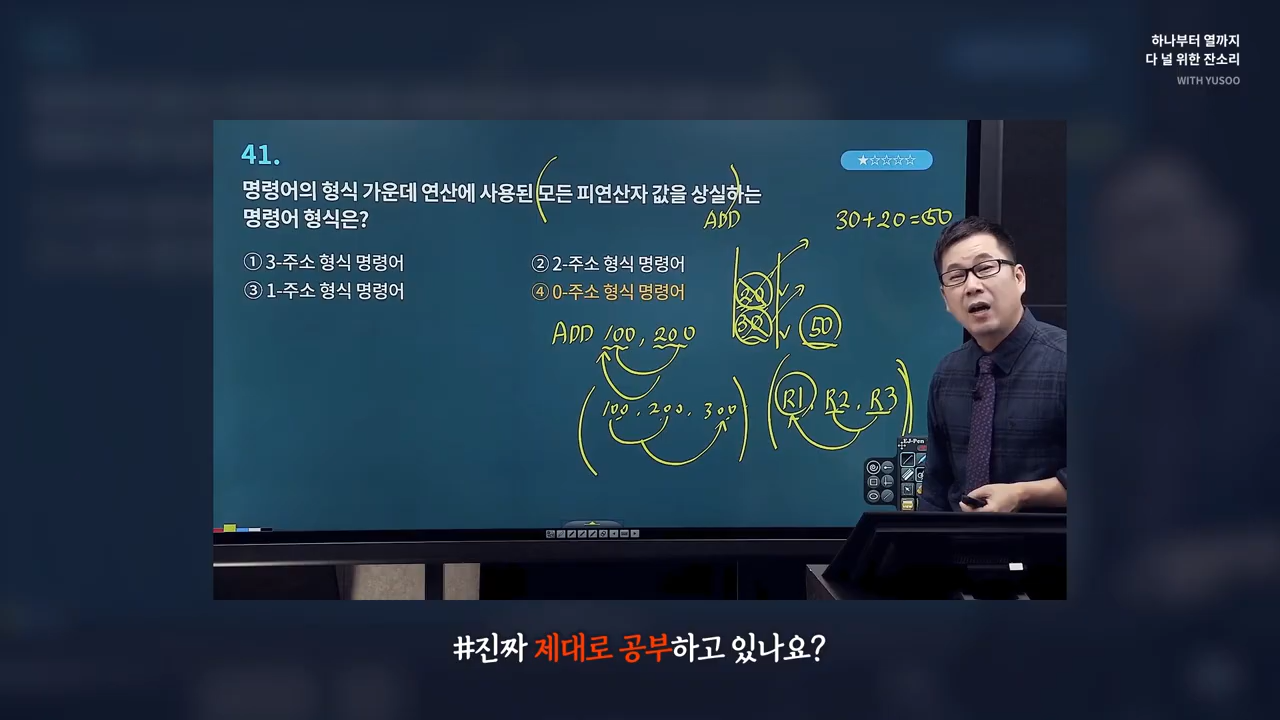 하나부터 열까지
다 널 위한 잔소리
WITH YUSOO
41.
★☆☆☆☆
명령어의 형식 가운데 연산에 사용된 모든 피연산자 값을 상실하는
명령어 형식은?
ADD
30+20=50
① 3-주소 형식 명령어
② 2-주소 형식 명령어
③ 1-주소 형식 명령어
④ 0-주소 형식 명령어
20
30
50
ADD 100, 200
100, 200, 300
R1, R2, R3
EJ-Pen
#진짜 제대로 공부하고 있나요?